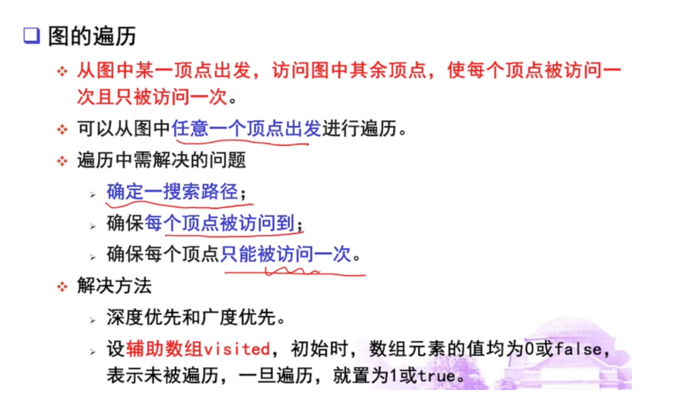 图的遍历
从图中某一顶点出发，访问图中其余顶点，使每个顶点被访问一
次且只被访问一次。
可以从图中任意一个顶点出发进行遍历。
遍历中需解决的问题
确定一搜索路径；
确保每个顶点被访问到；
确保每个顶点只能被访问一次。
解决方法
深度优先和广度优先。
设辅助数组visited，初始时，数组元素的值均为0或false，
表示未被遍历，一旦遍历，就置为1或true。